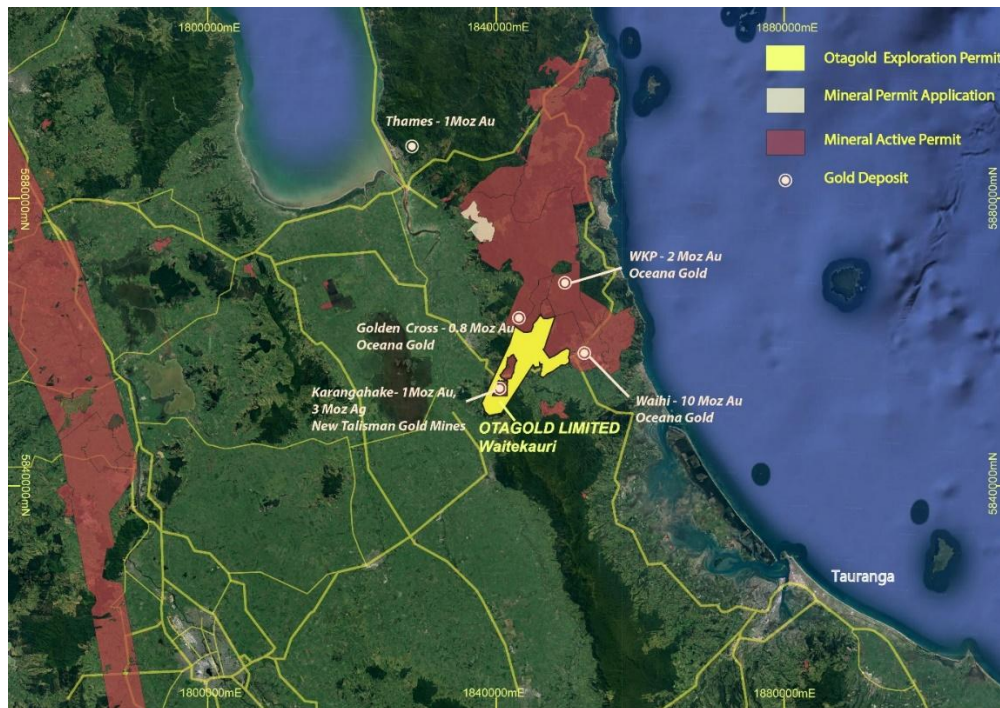 1800000mE
1840000mE
1880000mE
Otagold Exploration Permit
Mineral Permit Application
Mineral Active Permit
Gold Deposit
Thames - 1Moz Au
5880000mN
5880000mN
WKP - 2 Moz Au
Oceana Gold
Golden Cross - 0.8 Moz Au
Oceana Gold
Karangahake- 1Moz Au,
3 Moz Ag
New Talisman Gold Mines
OTAGOLD LIMITED
Waitekauri
Waihi - 10 Moz Au
Oceana Gold
5840000mN
5840000mN
Tauranga
1800000mE
1840000mE
1880000mE